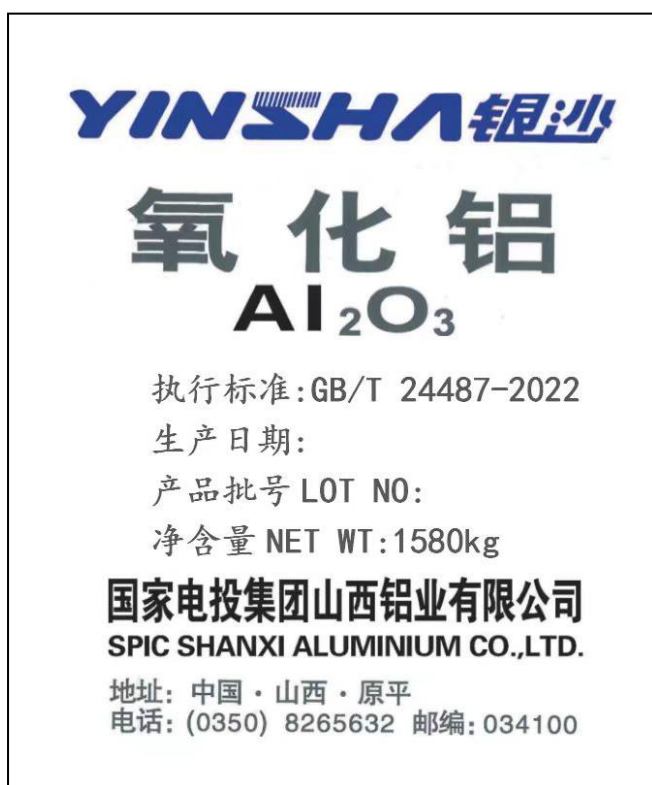 YINSHA银沙
氧化铝
Al₂O₃
执行标准:GB/T 24487-2022
生产日期:
产品批号LOT NO:
净含量NET WT:1580kg
国家电投集团山西铝业有限公司
SPIC SHANXI ALUMINIUM CO.,LTD.
地址：中国·山西·原平
电话：(0350) 8265632 邮编：034100